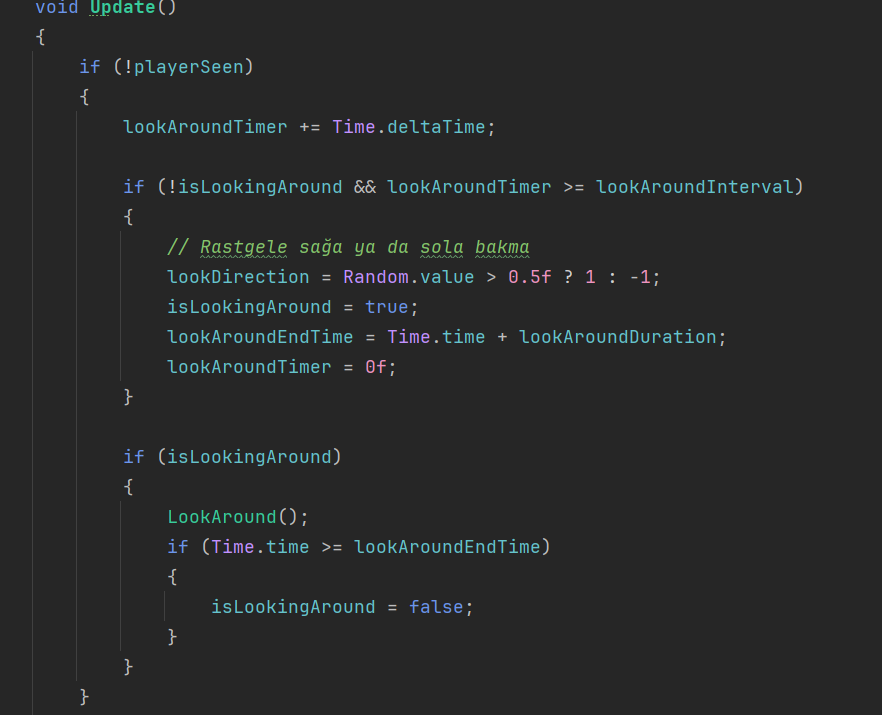 void Update()
{
if (!playerSeen)
{
lookAroundTimer += Time.deltaTime;
if (!isLookingAround && lookAroundTimer >= lookAroundInterval)
{
// Rastgele sağa ya da sola bakma
lookDirection = Random.value > 0.5f ? 1 : -1;
isLookingAround = true;
lookAroundEndTime = Time.time + lookAroundDuration;
lookAroundTimer = 0f;
}
if (isLookingAround)
{
LookAround();
if (Time.time >= lookAroundEndTime)
{
isLookingAround = false;
}
}
}